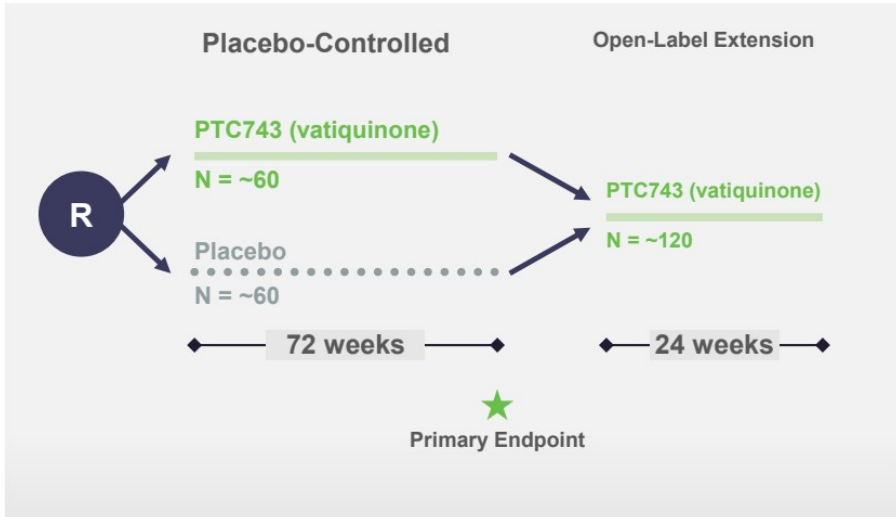 Placebo-Controlled
Open-Label Extension
PTC743 (vatiquinone)
N = ~60
R
Placebo
N = ~60
PTC743 (vatiquinone)
N = ~120
72 weeks
24 weeks
Primary Endpoint